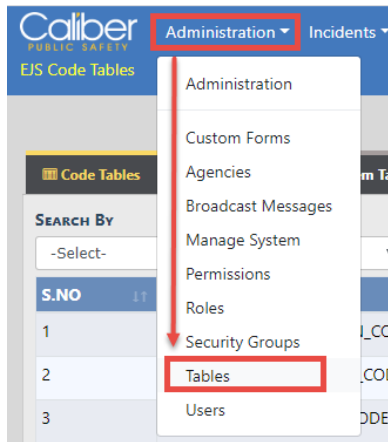 Caliber
PUBLIC SAFETY
Administration
Incidents
EJS Code Tables
Administration
Custom Forms
Agencies
Broadcast Messages
Manage System
Permissions
Roles
Security Groups
Tables
Users
Code Tables
SEARCH BY
-Select-
S.NO
1
2
3